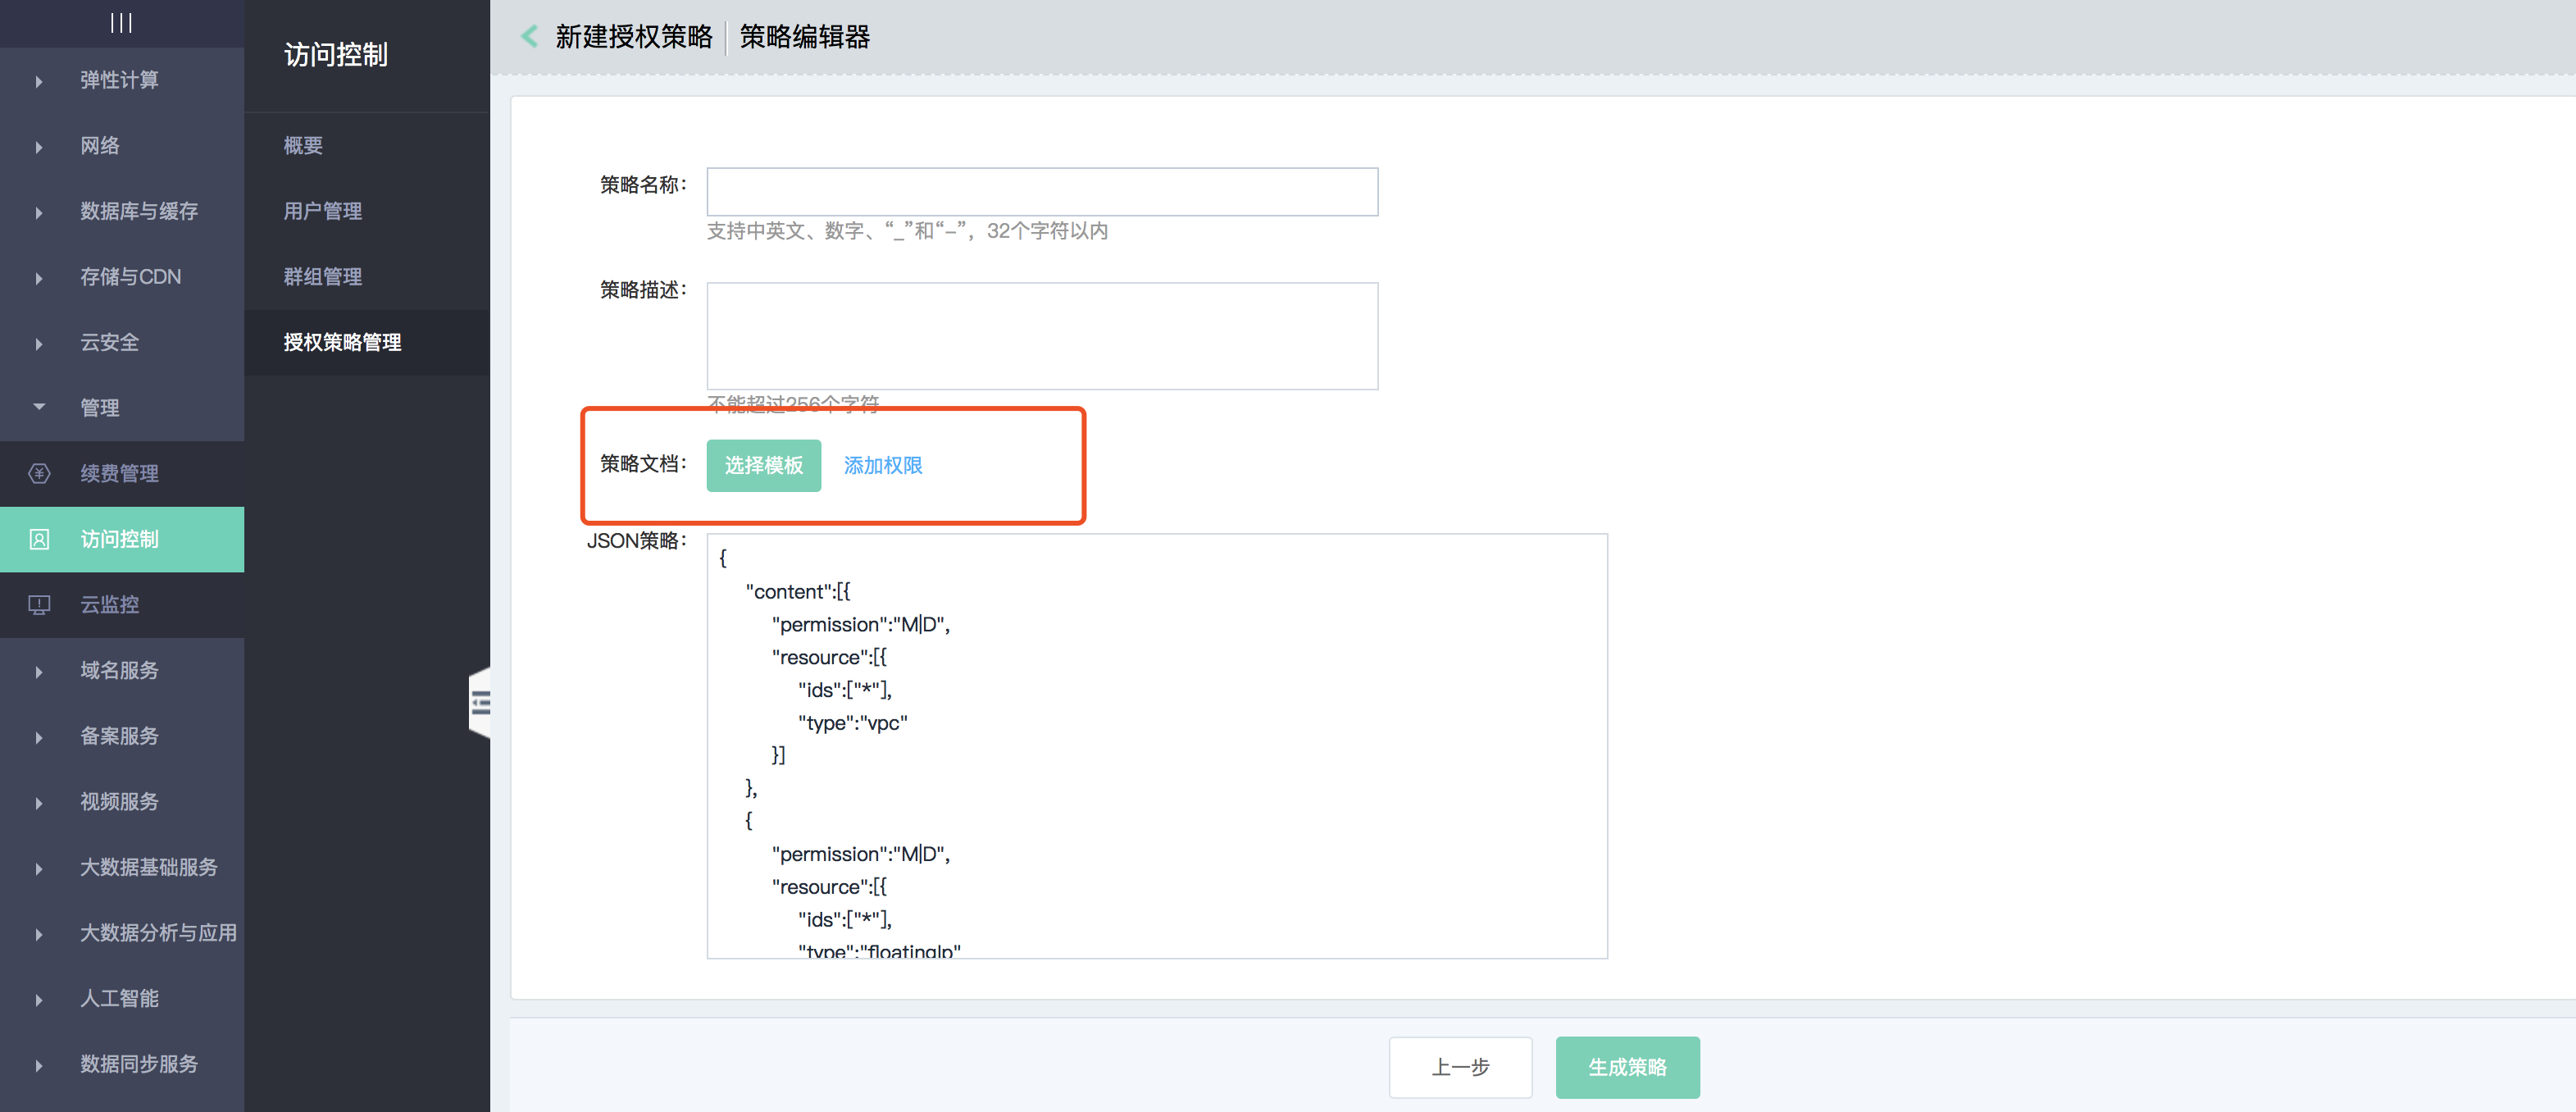 弹性计算
网络
数据库与缓存
存储与CDN
云安全
管理
续费管理
访问控制
云监控
域名服务
备案服务
视频服务
大数据基础服务
大数据分析与应用
人工智能
数据同步服务
访问控制
概要
用户管理
群组管理
授权策略管理
新建授权策略 策略编辑器
策略名称：
支持中英文、数字、“_”和“-”，32个字符以内
策略描述：
不能超过256个字符
策略文档： 选择模板 添加权限
JSON策略：
{
"content":[{
"permission":"M|D",
"resource":[{
"ids":["*"],
"type":"vpc"
}]
},
{
"permission":"M|D",
"resource":[{
"ids":["*"],
"type":"floatingIp"
上一步 生成策略